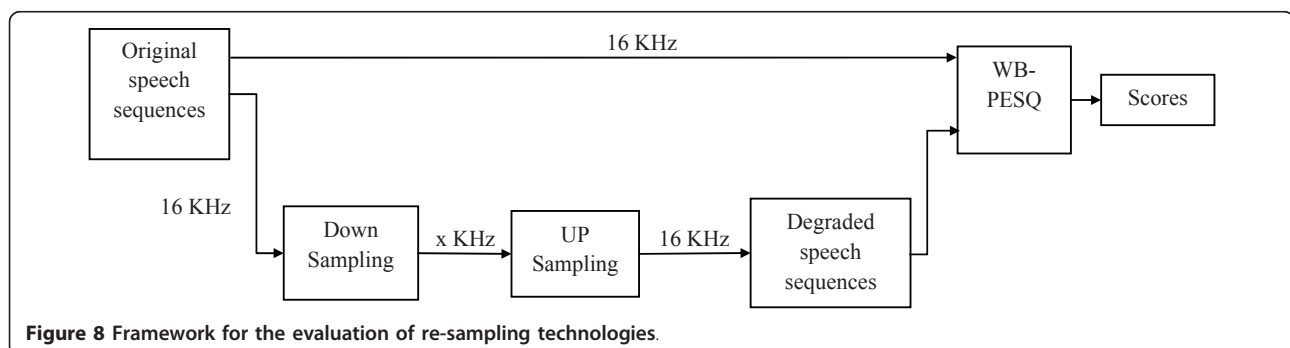 Original
speech
sequences
16 KHz
WB-
PESQ
Scores
16 KHz
Down
Sampling
x KHz
UP
Sampling
16 KHz
Degraded
speech
sequences
Figure 8 Framework for the evaluation of re-sampling technologies.